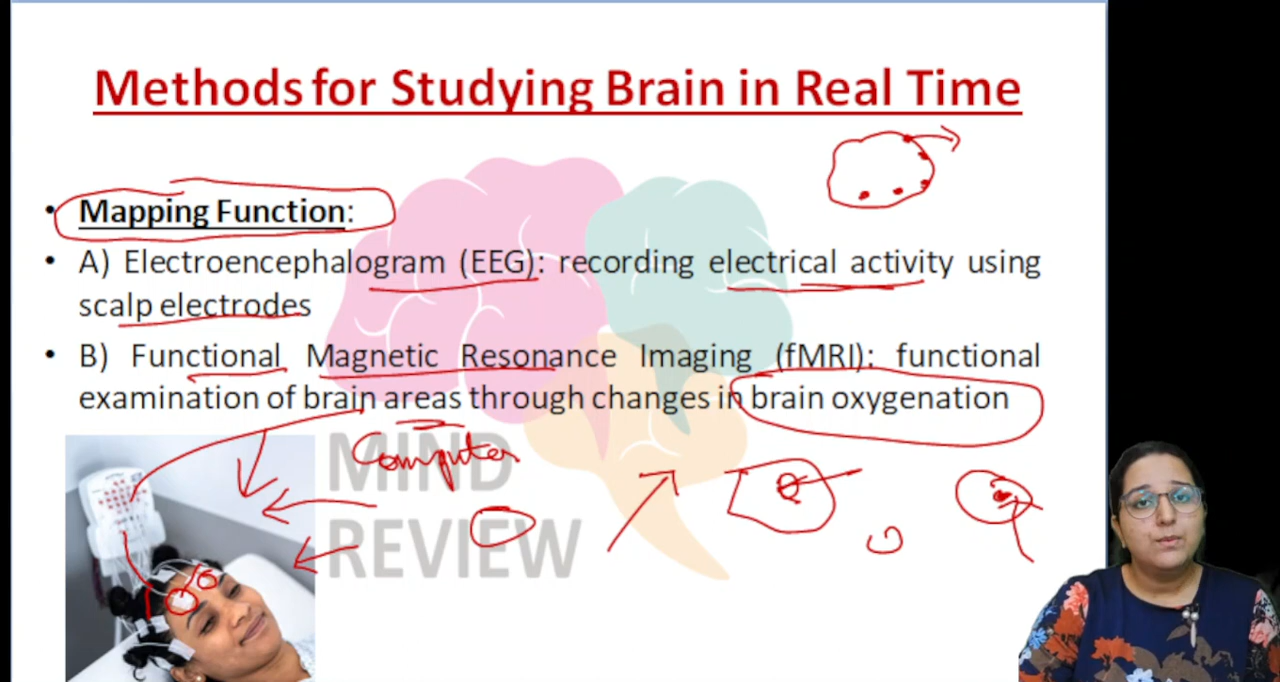 Methods for Studying Brain in Real Time
• Mapping Function:
• A) Electroencephalogram (EEG): recording electrical activity using
scalp electrodes
• B) Functional Magnetic Resonance Imaging (fMRI): functional
examination of brain areas through changes in brain oxygenation
Computer
MIND
REVIEW